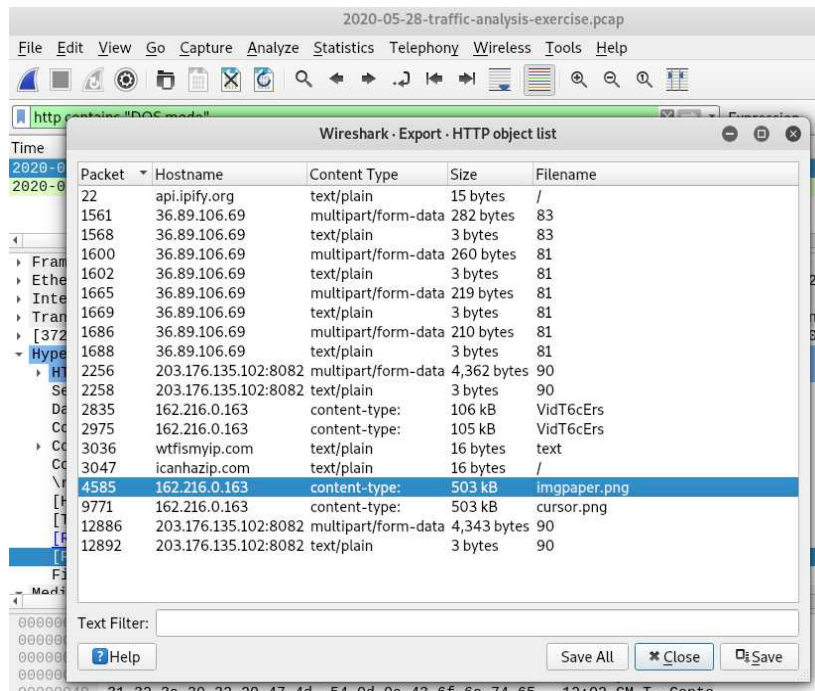 2020-05-28-traffic-analysis-exercise.pcap
File Edit View Go Capture Analyze Statistics Telephony Wireless Tools Help
http contains "DOS mode"
Wireshark · Export · HTTP object list
Time
2020-0
2020-0
Packet Hostname Content Type Size Filename
22 api.ipify.org text/plain 15 bytes /
1561 36.89.106.69 multipart/form-data 282 bytes 83
1568 36.89.106.69 text/plain 3 bytes 83
1600 36.89.106.69 multipart/form-data 260 bytes 81
1602 36.89.106.69 text/plain 3 bytes 81
1665 36.89.106.69 multipart/form-data 219 bytes 81
1669 36.89.106.69 text/plain 3 bytes 81
1686 36.89.106.69 multipart/form-data 210 bytes 81
1688 36.89.106.69 text/plain 3 bytes 81
2256 203.176.135.102:8082 multipart/form-data 4,362 bytes 90
2258 203.176.135.102:8082 text/plain 3 bytes 90
2835 162.216.0.163 content-type: 106 kB VidT6cErs
2975 162.216.0.163 content-type: 105 kB VidT6cErs
3036 wtfismyip.com text/plain 16 bytes text
3047 icanhazip.com text/plain 16 bytes /
4585 162.216.0.163 content-type: 503 kB imgpaper.png
9771 162.216.0.163 content-type: 503 kB cursor.png
12886 203.176.135.102:8082 multipart/form-data 4,343 bytes 90
12892 203.176.135.102:8082 text/plain 3 bytes 90
Fram
Ethe
Inte
Tran
[372
Hype
Text Filter:
Help Save All Close Save